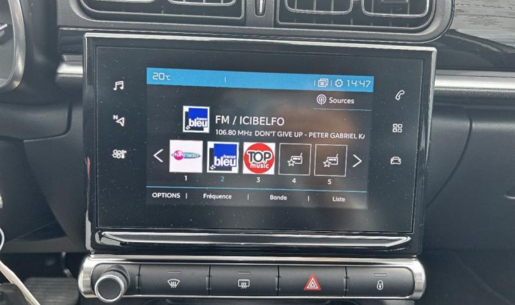 20°C 14:47
Sources
FM / ICIBELFO
106.80 MHz DON'T GIVE UP - PETER GABRIEL K/
bleu
bleu
TOP
music
1 2 3 4 5
OPTIONS Fréquence Bande Liste